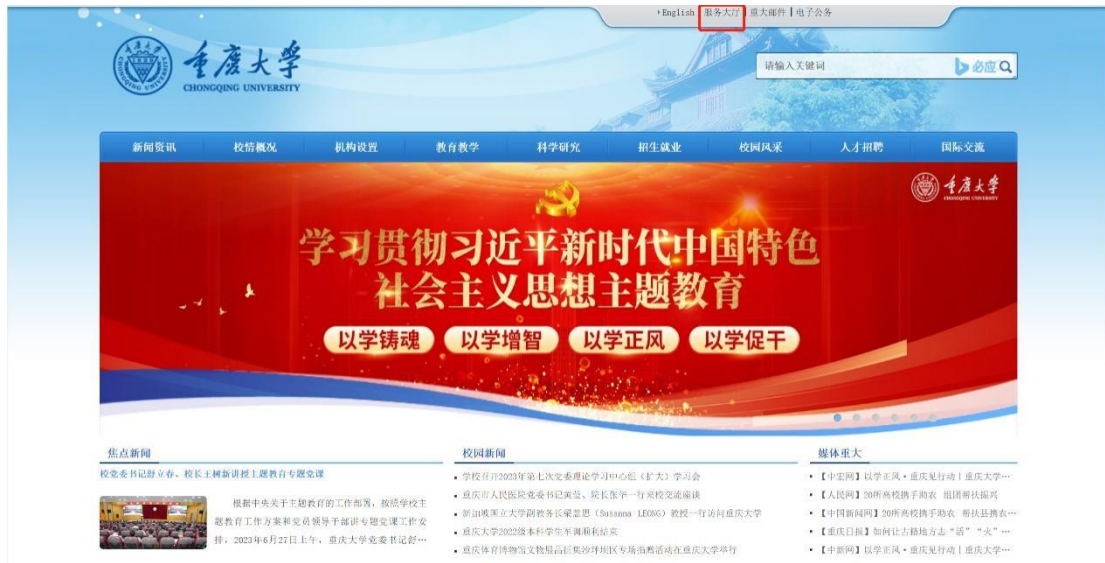 English 服务大厅 重大邮件 电子公务
重庆大学
CHONGQING UNIVERSITY
请输入关键词 必应
新闻资讯 校情概况 机构设置 教育教学 科学研究 招生就业 校园风采 人才招聘 国际交流
重庆大学
CHONGQING UNIVERSITY
学习贯彻习近平新时代中国特色
社会主义思想主题教育
以学铸魂 以学增智 以学正风 以学促干
焦点新闻 校园新闻 媒体重大
校党委书记舒立春、校长王树新讲授主题教育专题党课
根据中央关于主题教育的工作部署，按照学校主
题教育工作方案和党员领导干部讲专题党课工作安
排，2023年6月27日上午，重庆大学党委书记舒…
学校召开2023年第七次党委理论学习中心组（扩大）学习会
重庆市人民医院党委书记黄莹、院长张华一行来校交流座谈
新加坡国立大学副教务长梁慧思（Susanna LEONG）教授一行访问重庆大学
重庆大学2022级本科学生军训顺利结束
重庆体育博物馆文物展品征集沙坪坝区专场捐赠活动在重庆大学举行
【中宏网】以学正风·重庆见行动丨重庆大学…
【人民网】20所高校携手助农 组团帮扶振兴
【中国新闻网】20所高校携手助农 帮扶县携农…
【重庆日报】如何让古籍地方志“活”“火”…
【中新网】以学正风·重庆见行动丨重庆大学…